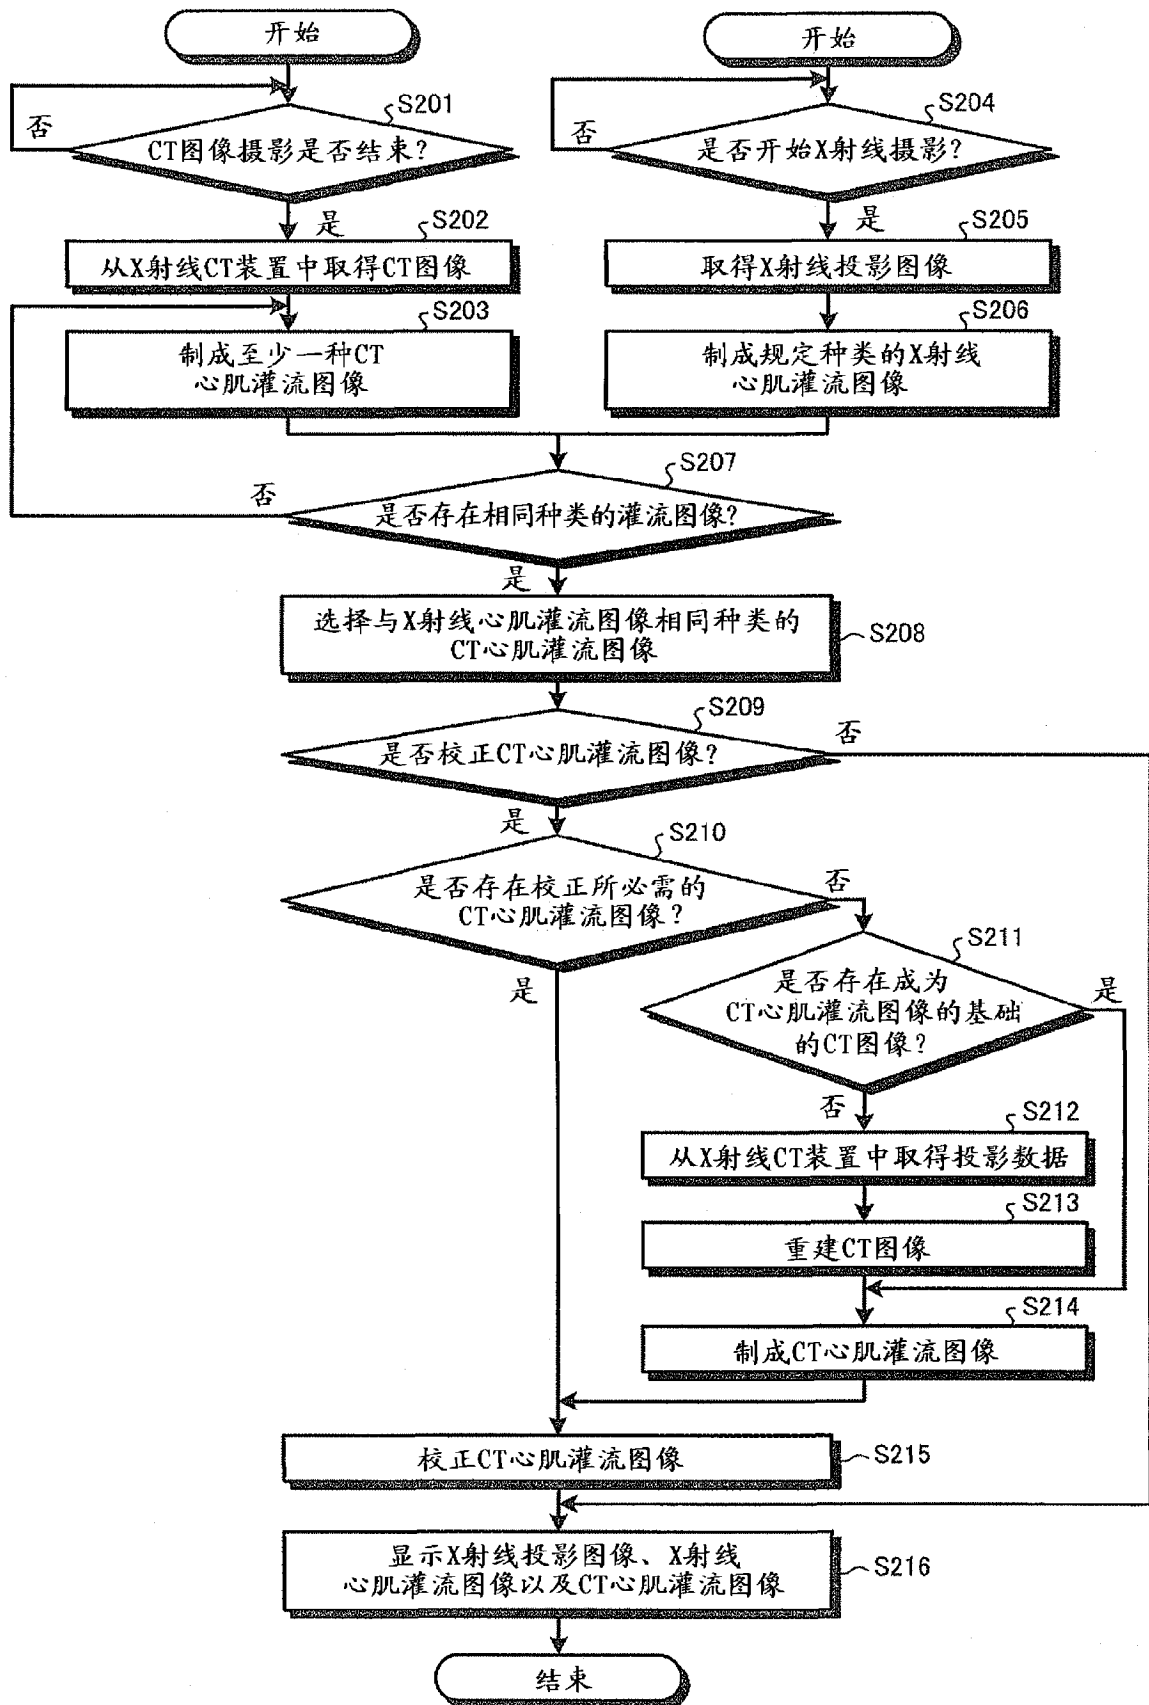 开始
开始
S201
S204
否
CT图像摄影是否结束?
否
是否开始X射线摄影?
是
S202
是
S205
从X射线CT装置中取得CT图像
取得X射线投影图像
S203
S206
制成至少一种CT
心肌灌流图像
制成规定种类的X射线
心肌灌流图像
S207
否
是否存在相同种类的灌流图像?
是
选择与X射线心肌灌流图像相同种类的
CT心肌灌流图像
S208
S209
否
是否校正CT心肌灌流图像?
是
S210
是否存在校正所必需的
CT心肌灌流图像?
否
S211
是
是否存在成为
CT心肌灌流图像的基础
的CT图像?
是
否
S212
从X射线CT装置中取得投影数据
S213
重建CT图像
S214
制成CT心肌灌流图像
校正CT心肌灌流图像
S215
显示X射线投影图像、X射线
心肌灌流图像以及CT心肌灌流图像
S216
结束